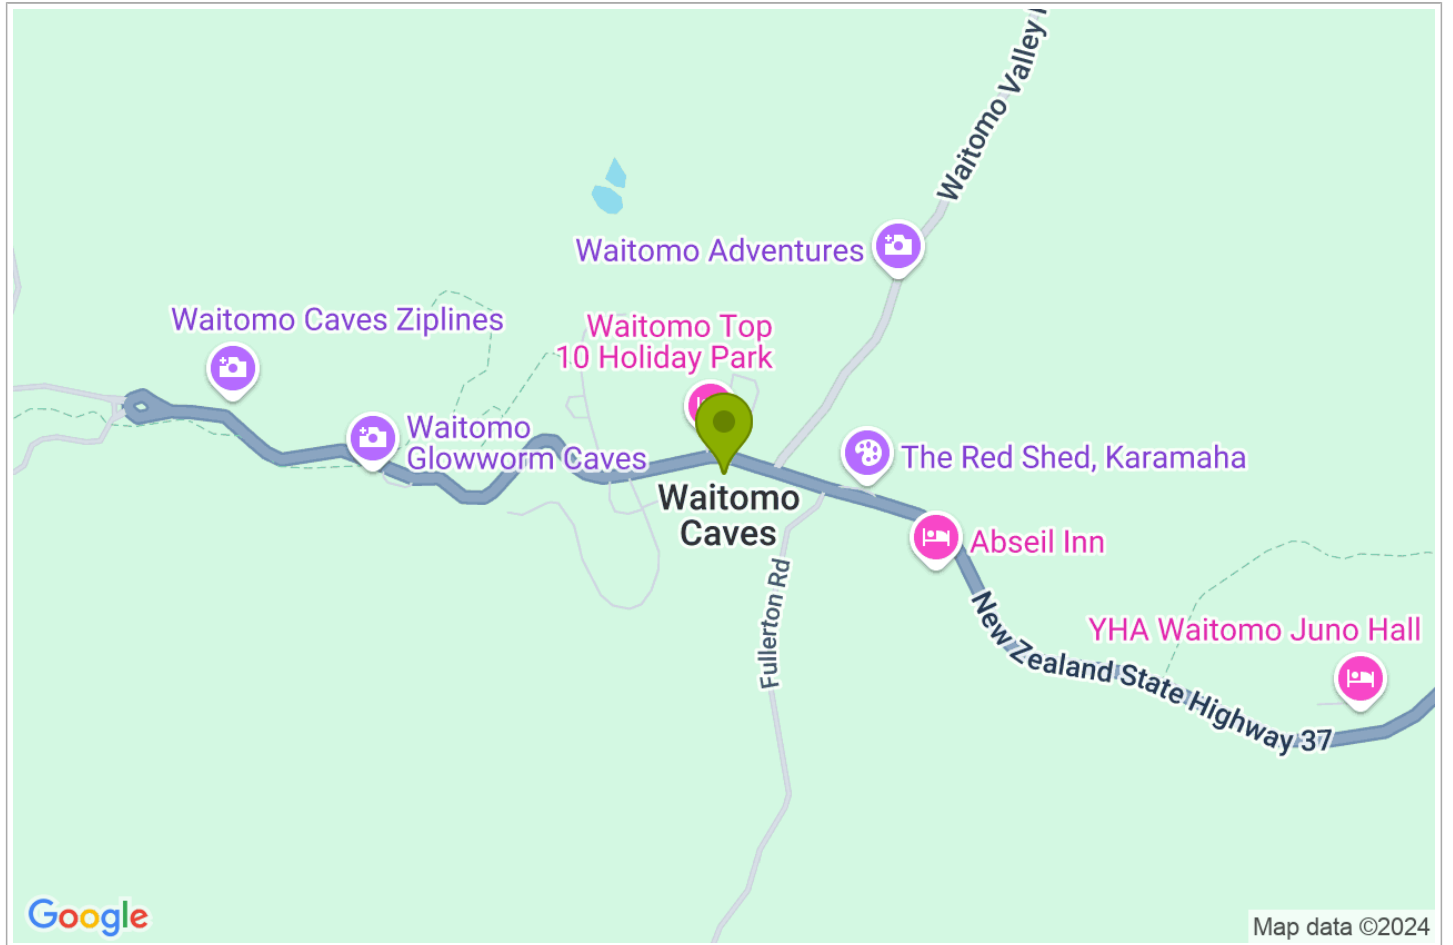 Waitomo Valley
Waitomo Adventures
Waitomo Caves Ziplines
Waitomo Top
10 Holiday Park
Waitomo
Glowworm Caves
The Red Shed, Karamaha
Waitomo
Caves
Abseil Inn
Fullerton Rd
New Zealand State Highway 37
YHA Waitomo Juno Hall
Google
Map data ©2024